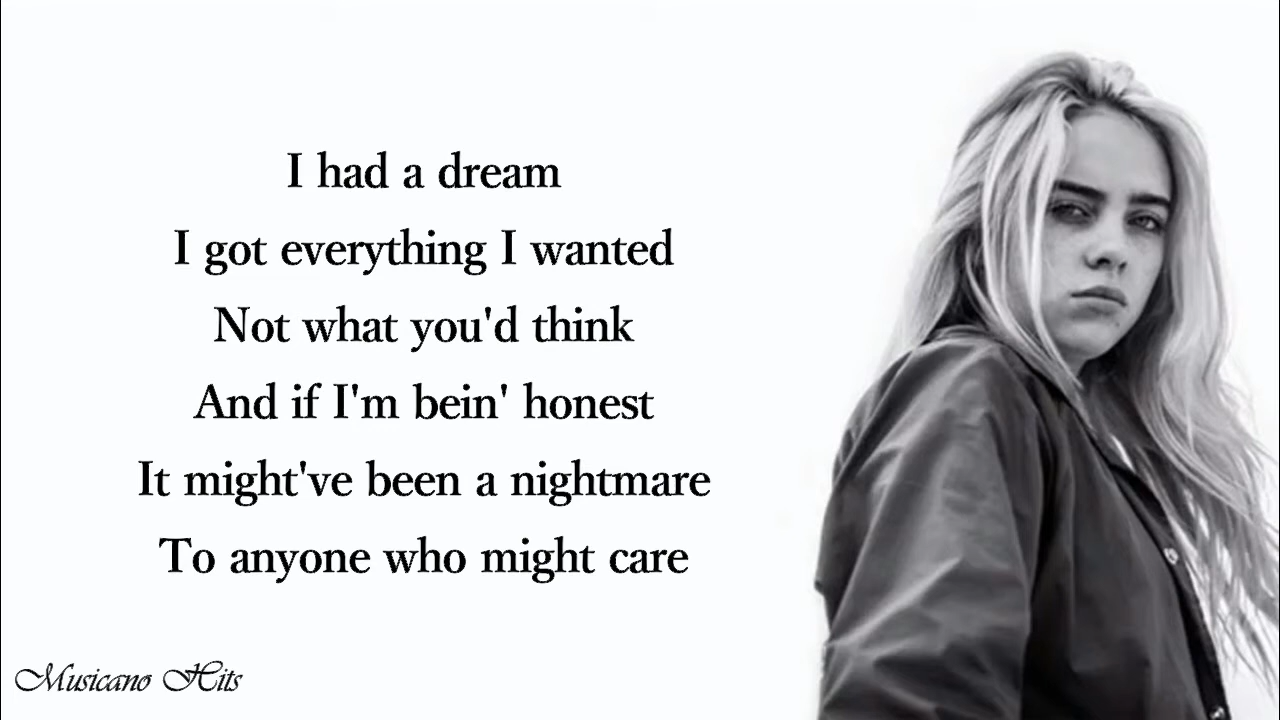 I had a dream
I got everything I wanted
Not what you'd think
And if I'm bein' honest
It might've been a nightmare
To anyone who might care
Musicano Hits